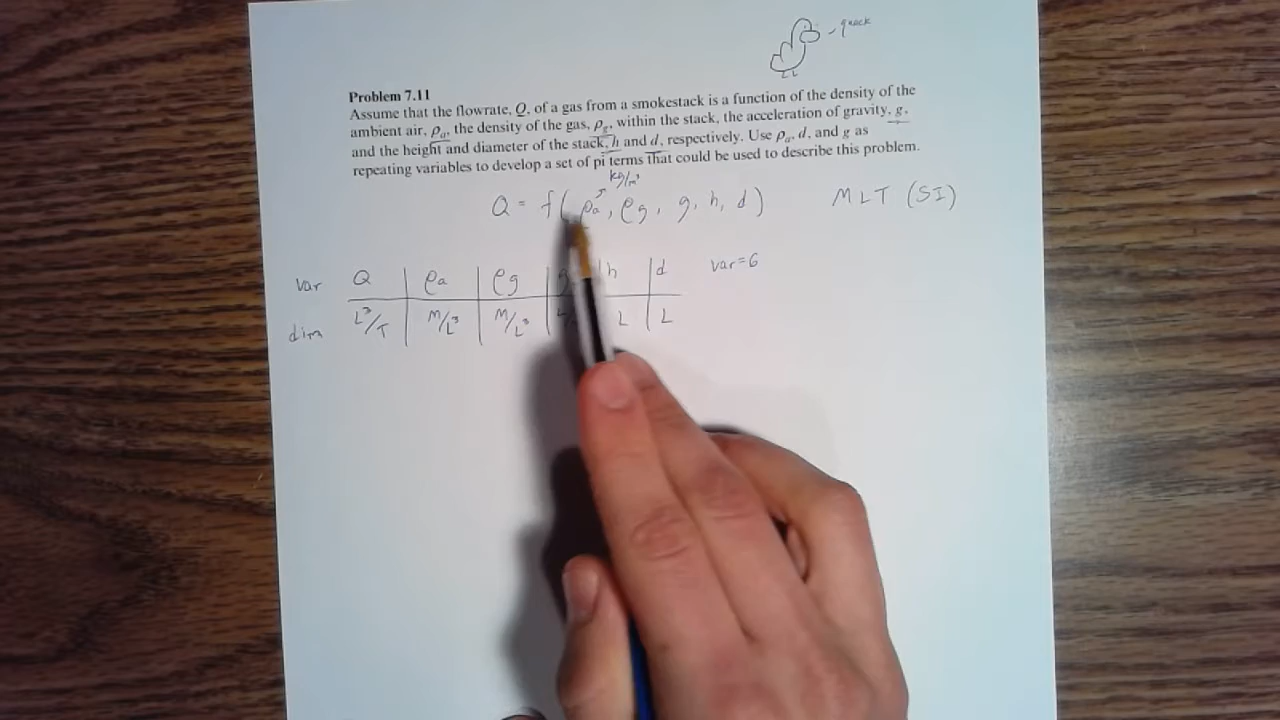 - quack
Problem 7.11
Assume that the flowrate, Q, of a gas from a smokestack is a function of the density of the
ambient air, ρa, the density of the gas, ρg, within the stack, the acceleration of gravity, g,
and the height and diameter of the stack, h and d, respectively. Use ρa, d, and g as
repeating variables to develop a set of pi terms that could be used to describe this problem.
kg/m³
Q = f( ρa, ρg, g, h, d) MLT (SI)
var Q ρa ρg g h d var=6
dim L³/T M/L³ M/L³ L L